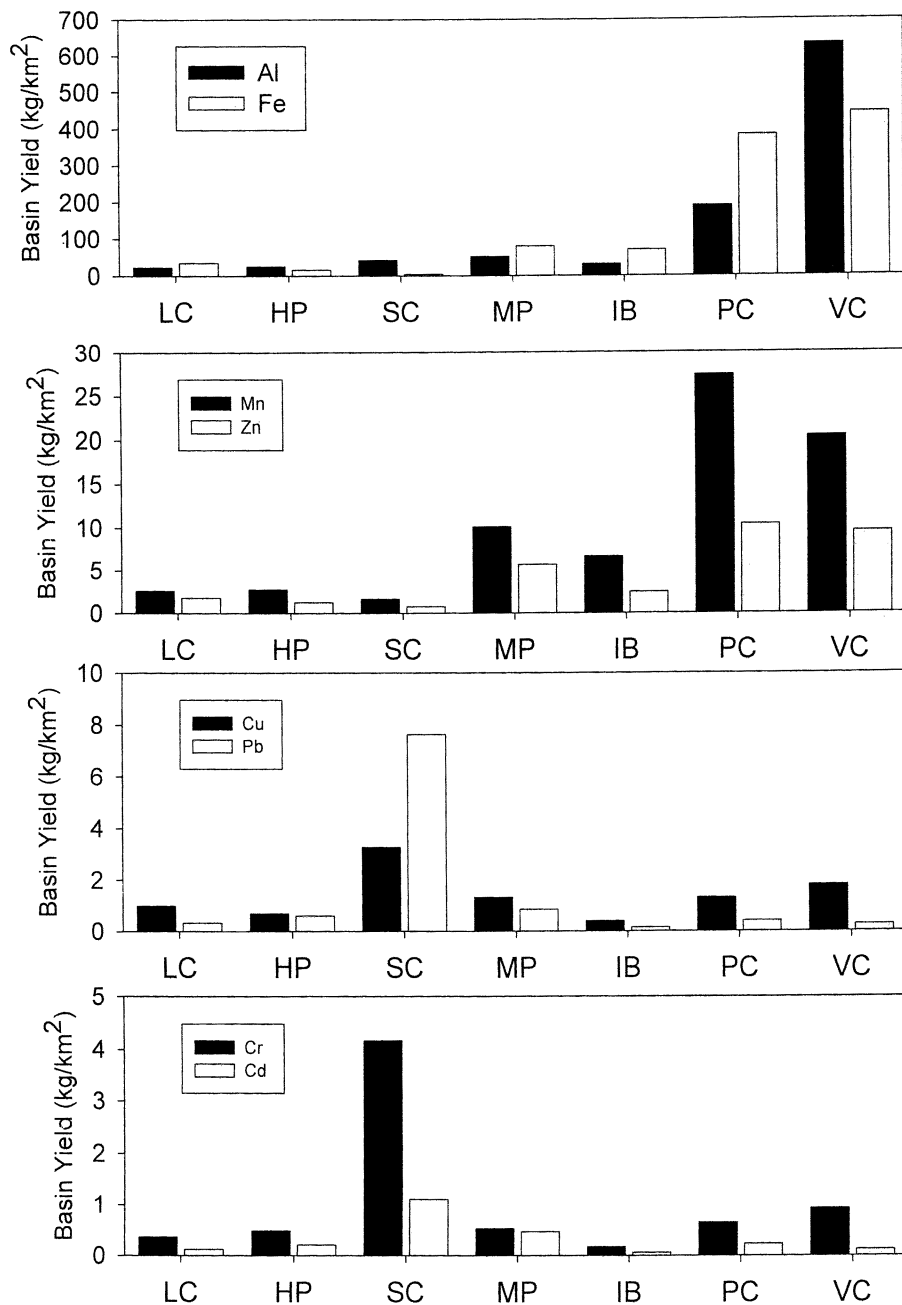 Basin Yield (kg/km²)
700
600
500
400
300
200
100
0
Al
Fe
LC HP SC MP IB PC VC
Basin Yield (kg/km²)
30
25
20
15
10
5
0
Mn
Zn
LC HP SC MP IB PC VC
Basin Yield (kg/km²)
10
8
6
4
2
0
Cu
Pb
LC HP SC MP IB PC VC
Basin Yield (kg/km²)
5
4
3
2
1
0
Cr
Cd
LC HP SC MP IB PC VC